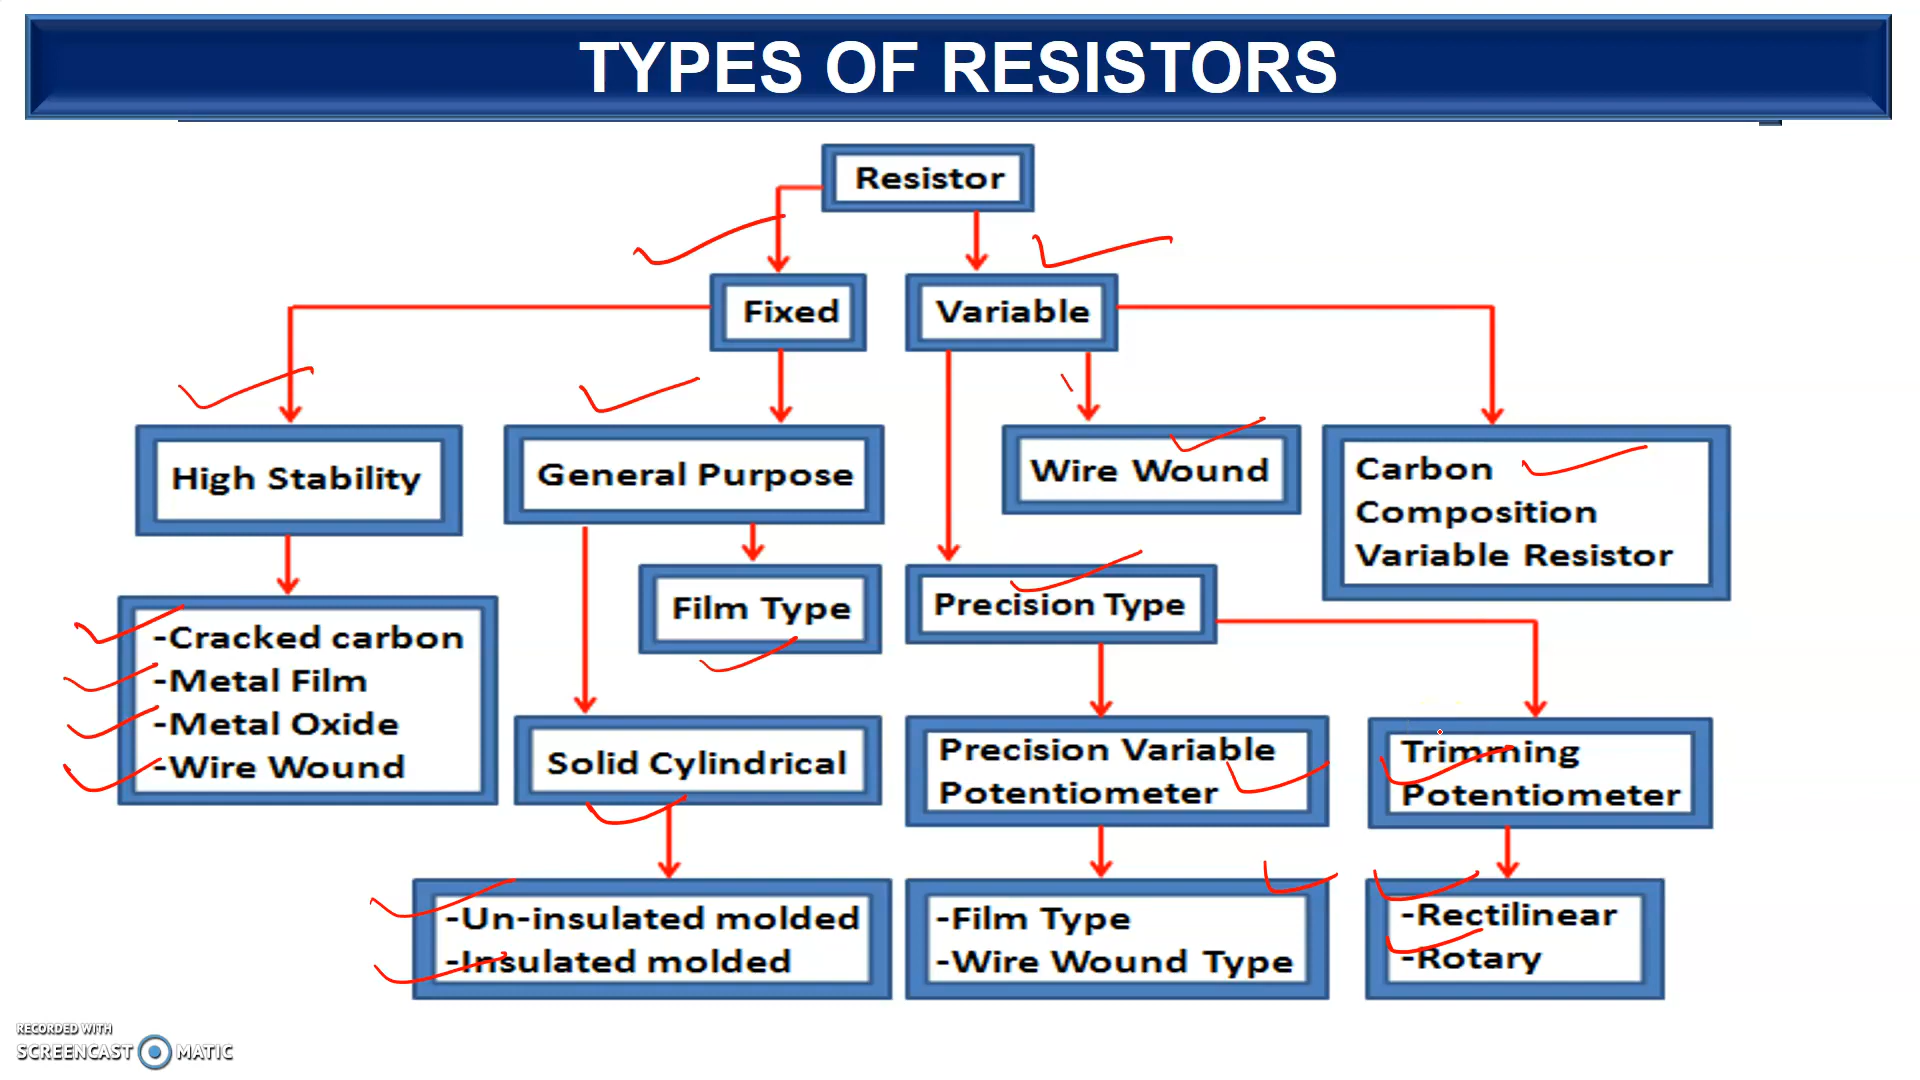 TYPES OF RESISTORS
Resistor
Fixed
Variable
High Stability
General Purpose
Wire Wound
Carbon
Composition
Variable Resistor
Film Type
Precision Type
-Cracked carbon
-Metal Film
-Metal Oxide
-Wire Wound
Solid Cylindrical
Precision Variable
Potentiometer
Trimming
Potentiometer
-Un-insulated molded
-Insulated molded
-Film Type
-Wire Wound Type
-Rectilinear
-Rotary
RECORDED WITH
SCREENCAST MATIC